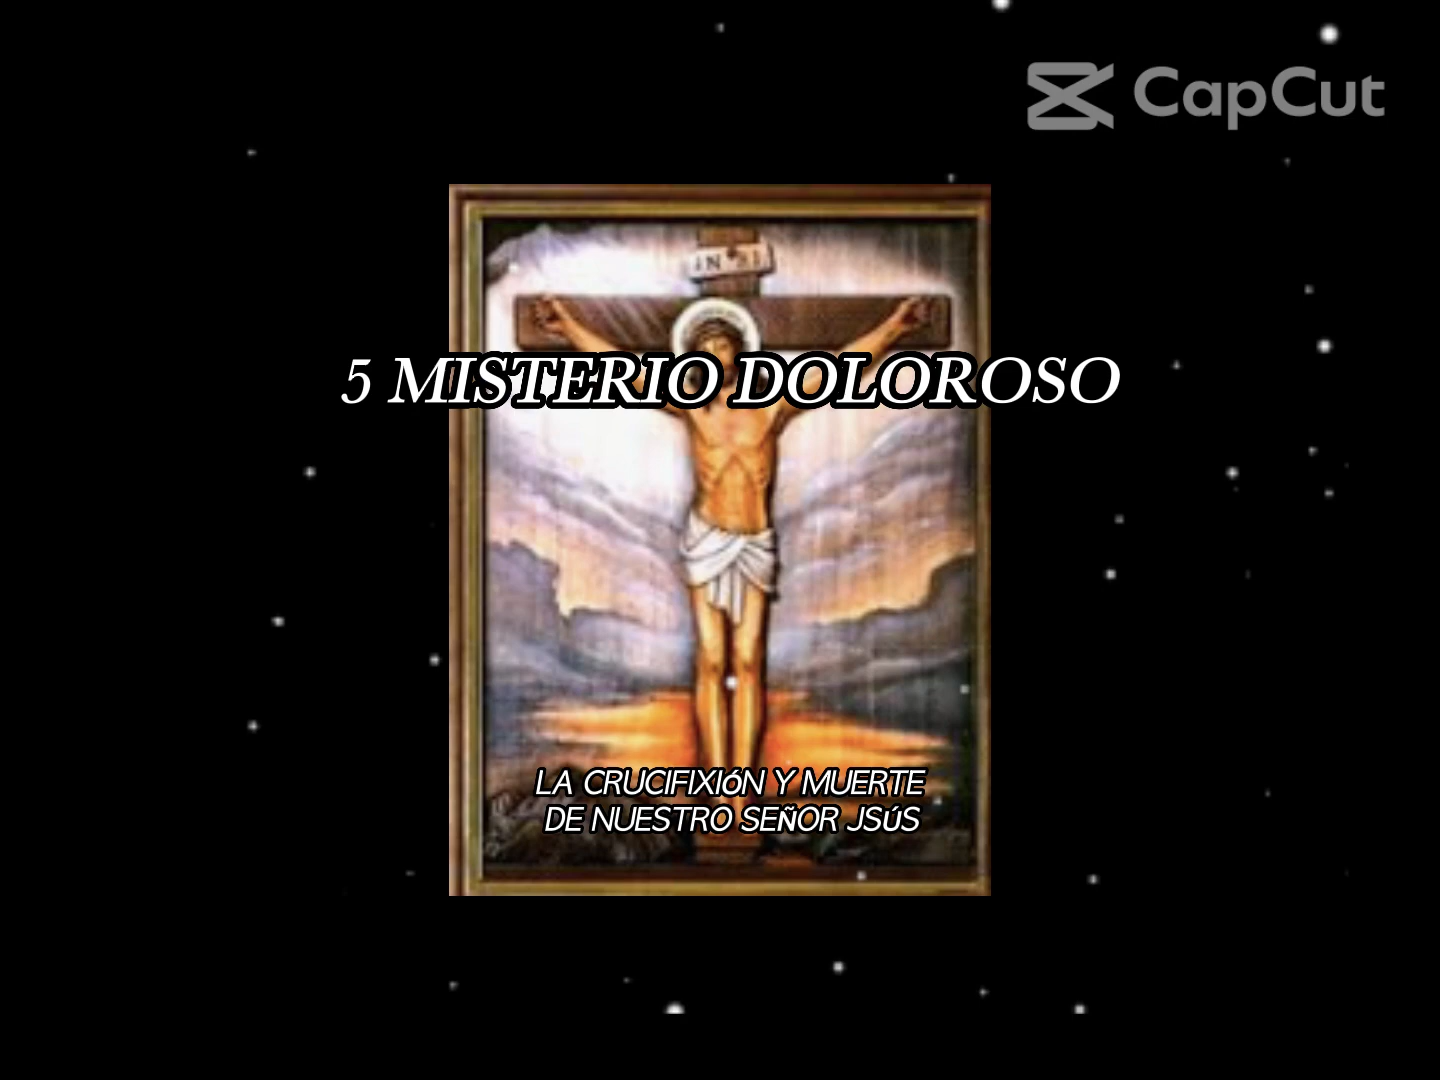 CapCut
5 MISTERIO DOLOROSO
LA CRUCIFIXIóN Y MUERTE
DE NUESTRO SEÑOR JSúS